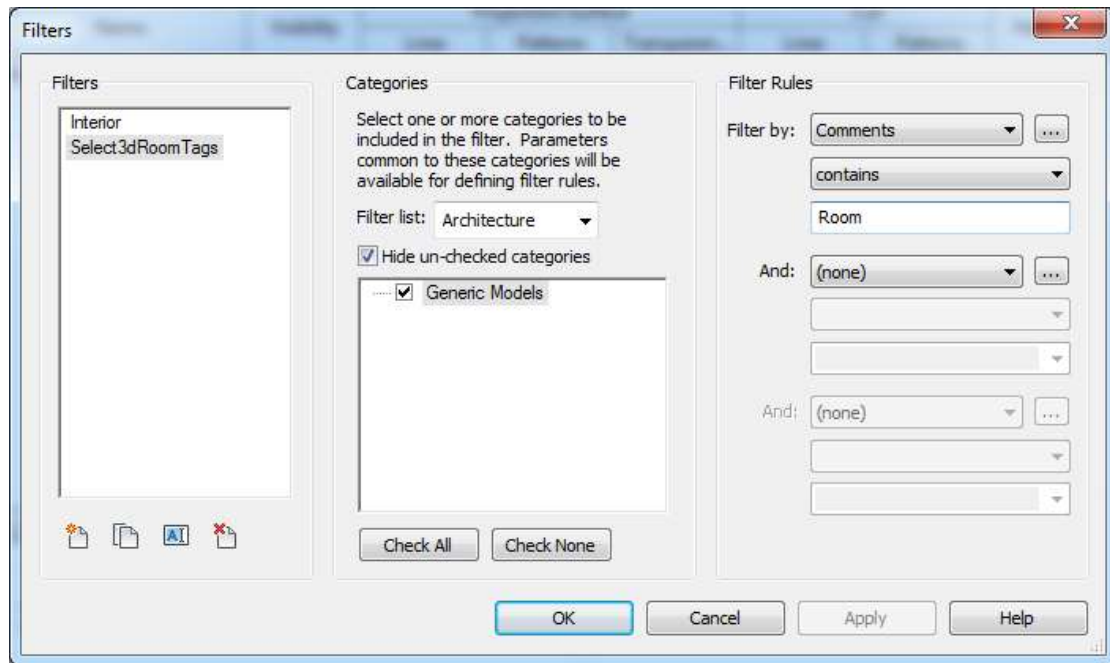 Filters
Filters
Interior
Select3dRoomTags
Categories
Select one or more categories to be
included in the filter. Parameters
common to these categories will be
available for defining filter rules.
Filter list: Architecture
Hide un-checked categories
Generic Models
Check All Check None
Filter Rules
Filter by: Comments ...
contains
Room
And: (none) ...
And: (none) ...
OK Cancel Apply Help